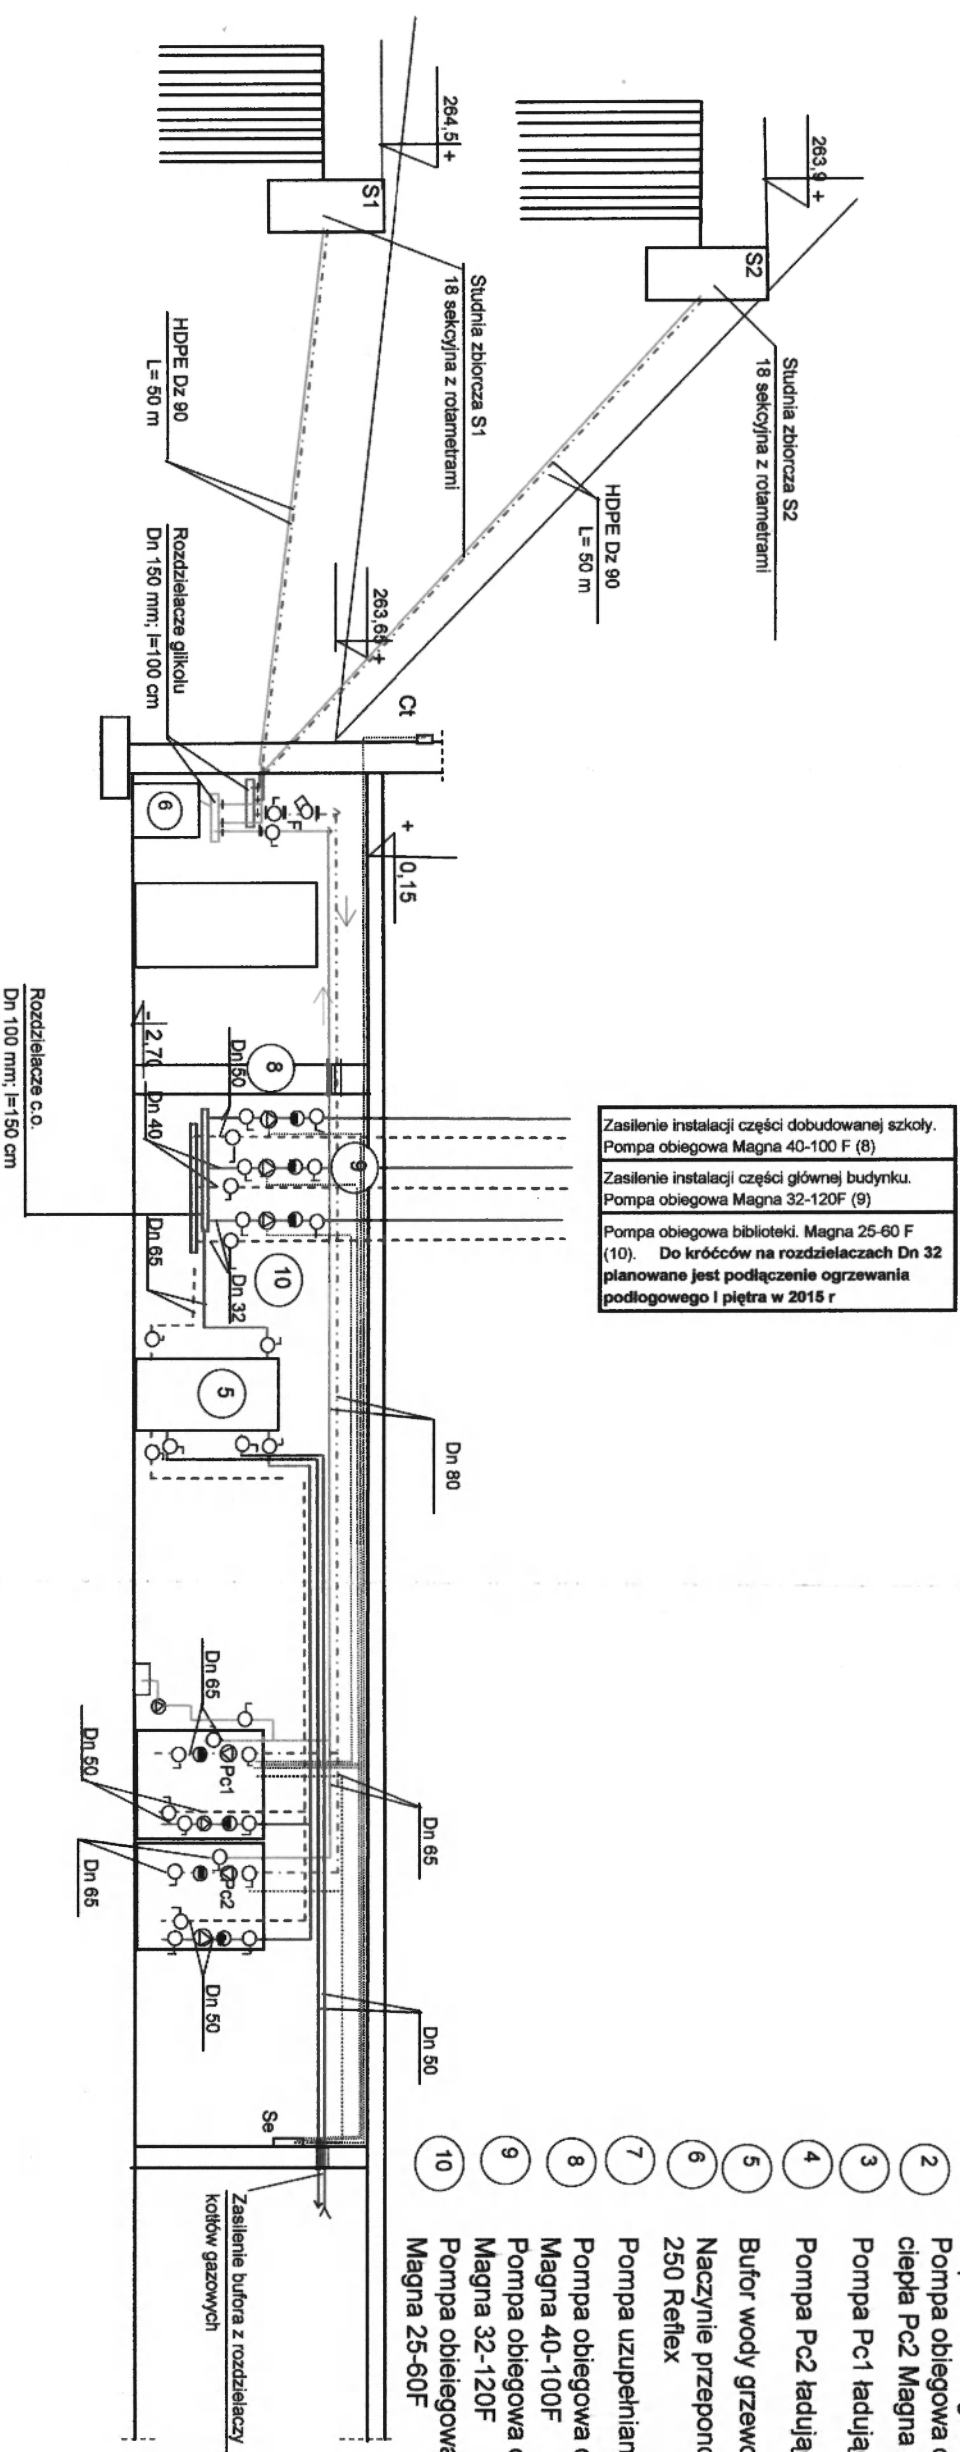 263,9 +
264,5 +
S2
S1
Studnia zbiorcza S2
18 sekcyjna z rotametrami
Studnia zbiorcza S1
18 sekcyjna z rotametrami
HDPE Dz 90
L= 50 m
HDPE Dz 90
L= 50 m
263,65 +
Rozdzielacze glikolu
Dn 150 mm; l=100 cm
Ct
6
F
+ 0,15
- 2,70
Rozdzielacze c.o.
Dn 100 mm; l=150 cm
8
Dn 50
Dn 40
9
Dn 65
Dn 32
10
5
Dn 80
Zasilenie instalacji części dobudowanej szkoły.
Pompa obiegowa Magna 40-100 F (8)
Zasilenie instalacji części głównej budynku.
Pompa obiegowa Magna 32-120F (9)
Pompa obiegowa biblioteki. Magna 25-60 F
(10). Do króćców na rozdzielaczach Dn 32
planowane jest podłączenie ogrzewania
podłogowego I piętra w 2015 r
Dn 65
Dn 50
Pc1
Dn 65
Pc2
Dn 65
Dn 50
Dn 50
Se
Zasilenie bufora z rozdzielaczy
kotłów gazowych
2 Pompa obiegowa
ciepła Pc2 Magna
3 Pompa Pc1
4 Pompa Pc2
5 Bufor wody
6 Naczynie
250 Reflex
7 Pompa
8 Pompa obiegowa
Magna 40-100F
9 Pompa obiegowa
Magna 32-120F
10 Pompa obieiegowa
Magna 25-60F